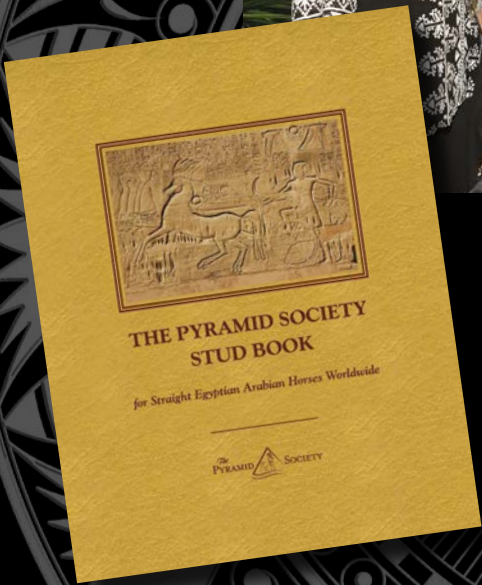 THE PYRAMID SOCIETY
STUD BOOK
for Straight Egyptian Arabian Horses Worldwide
The
PYRAMID SOCIETY